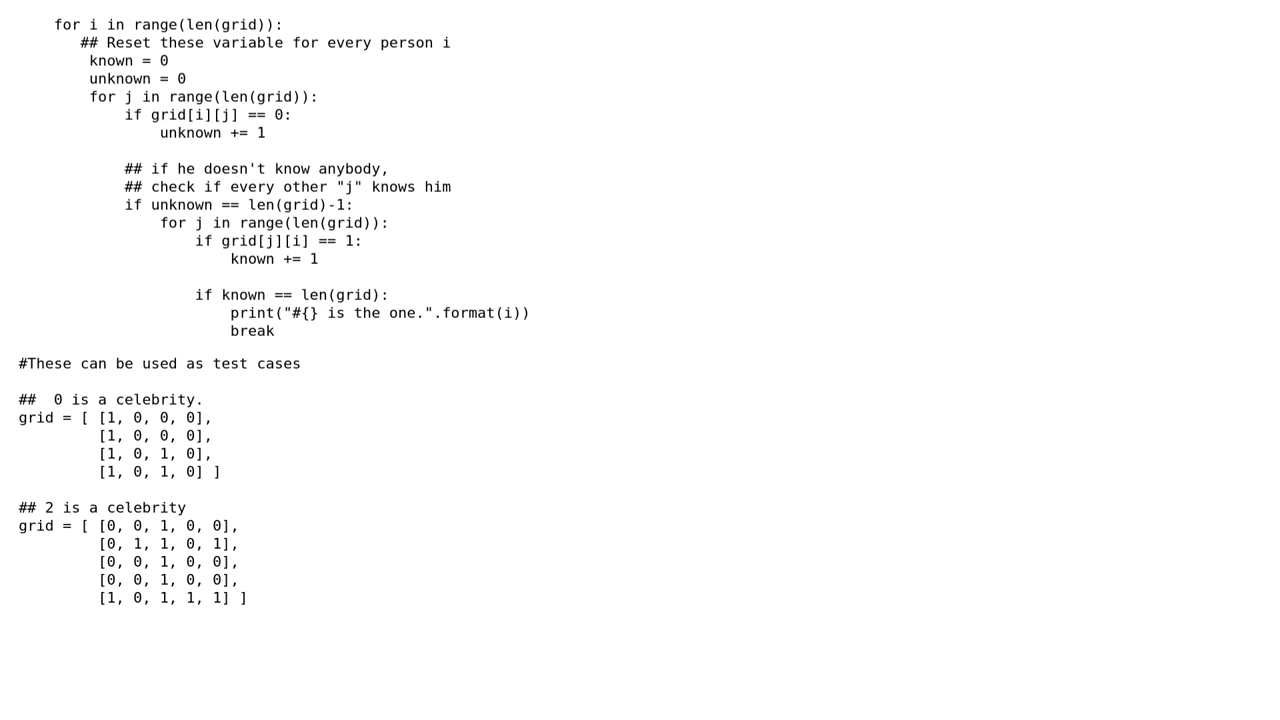 for i in range(len(grid)):
       ## Reset these variable for every person i
        known = 0
        unknown = 0
        for j in range(len(grid)):
            if grid[i][j] == 0:
                unknown += 1

            ## if he doesn't know anybody,
            ## check if every other "j" knows him
            if unknown == len(grid)-1:
                for j in range(len(grid)):
                    if grid[j][i] == 1:
                        known += 1

                    if known == len(grid):
                        print("#{} is the one.".format(i))
                        break

#These can be used as test cases

##  0 is a celebrity.
grid = [ [1, 0, 0, 0],
         [1, 0, 0, 0],
         [1, 0, 1, 0],
         [1, 0, 1, 0] ]

## 2 is a celebrity
grid = [ [0, 0, 1, 0, 0],
         [0, 1, 1, 0, 1],
         [0, 0, 1, 0, 0],
         [0, 0, 1, 0, 0],
         [1, 0, 1, 1, 1] ]